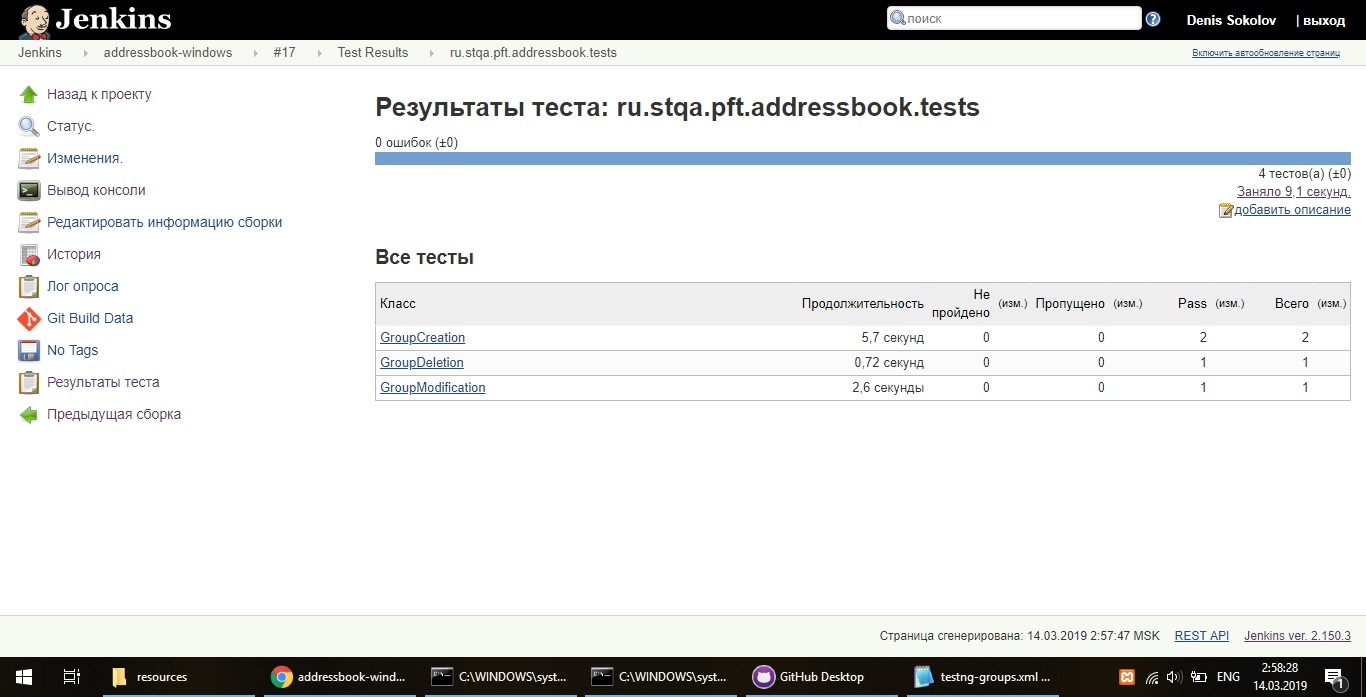 Jenkins
поиск
Denis Sokolov | выход
Jenkins addressbook-windows #17 Test Results ru.stqa.pft.addressbook.tests
Включить автообновление страниц
Назад к проекту
Статус.
Изменения.
Вывод консоли
Редактировать информацию сборки
История
Лог опроса
Git Build Data
No Tags
Результаты теста
Предыдущая сборка
Результаты теста: ru.stqa.pft.addressbook.tests
0 ошибок (±0)
4 тестов(а) (±0)
Заняло 9,1 секунд.
добавить описание
Все тесты
Класс Продолжительность Не пройдено (изм.) Пропущено (изм.) Pass (изм.) Всего (изм.)
GroupCreation 5,7 секунд 0 0 2 2
GroupDeletion 0,72 секунд 0 0 1 1
GroupModification 2,6 секунды 0 0 1 1
Страница сгенерирована: 14.03.2019 2:57:47 MSK REST API Jenkins ver. 2.150.3
resources
addressbook-wind...
C:\WINDOWS\syst...
C:\WINDOWS\syst...
GitHub Desktop
testng-groups.xml ...
ENG
2:58:28
14.03.2019
1